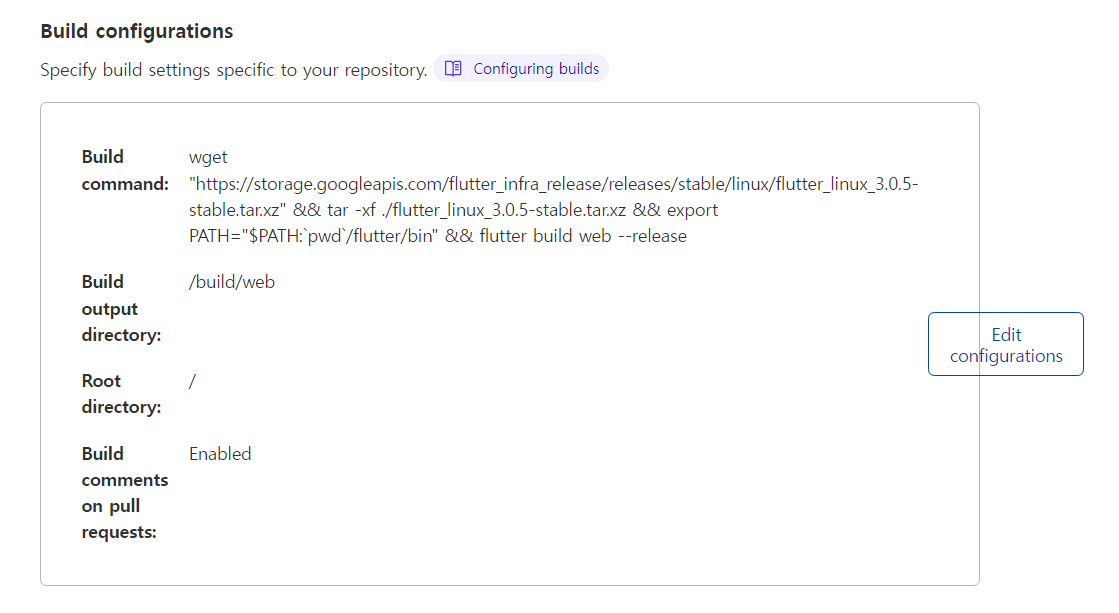 Build configurations
Specify build settings specific to your repository. Configuring builds
Build command:
wget
"https://storage.googleapis.com/flutter_infra_release/releases/stable/linux/flutter_linux_3.0.5-
stable.tar.xz" && tar -xf ./flutter_linux_3.0.5-stable.tar.xz && export
PATH="$PATH:`pwd`/flutter/bin" && flutter build web --release
Build
output
directory:
/build/web
Root
directory:
/
Build
comments
on pull
requests:
Enabled
Edit
configurations